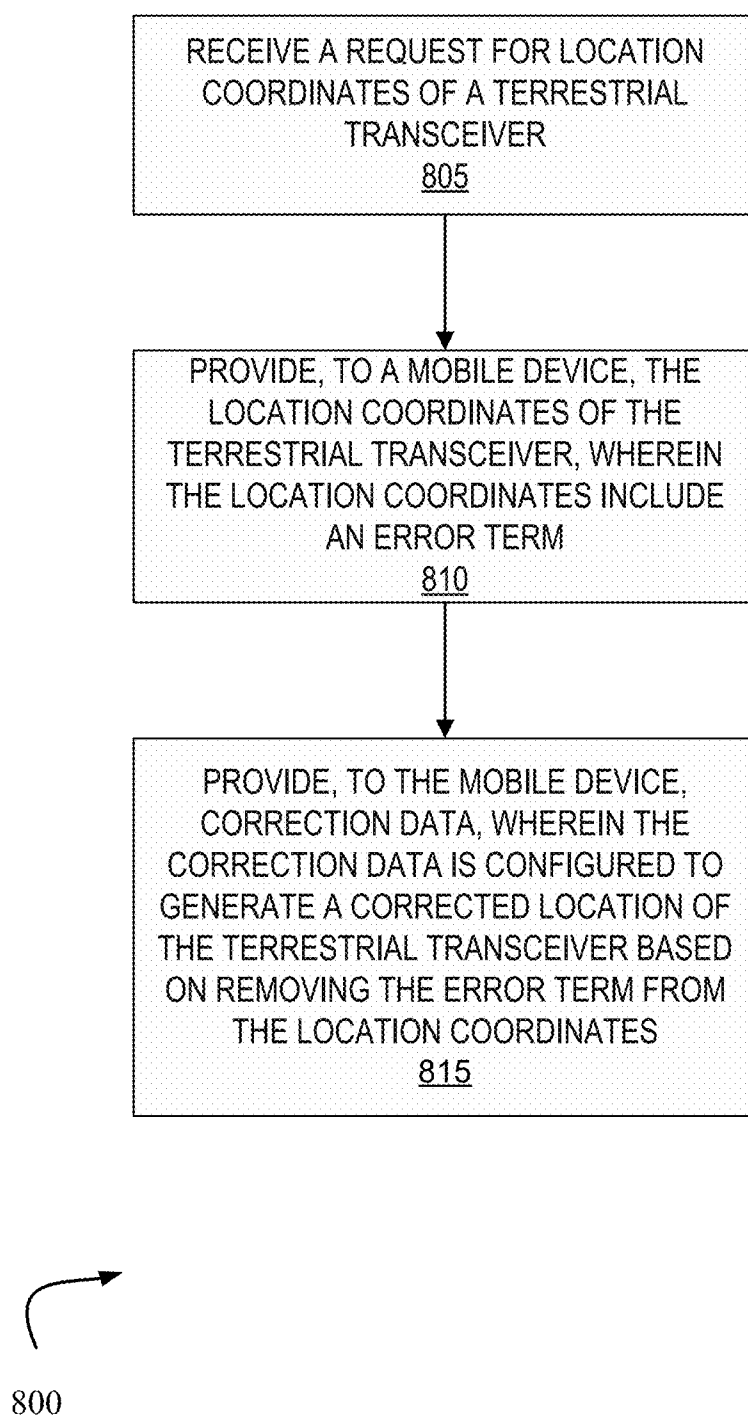 RECEIVE A REQUEST FOR LOCATION
COORDINATES OF A TERRESTRIAL
TRANSCEIVER
805
PROVIDE, TO A MOBILE DEVICE, THE
LOCATION COORDINATES OF THE
TERRESTRIAL TRANSCEIVER, WHEREIN
THE LOCATION COORDINATES INCLUDE
AN ERROR TERM
810
PROVIDE, TO THE MOBILE DEVICE,
CORRECTION DATA, WHEREIN THE
CORRECTION DATA IS CONFIGURED TO
GENERATE A CORRECTED LOCATION OF
THE TERRESTRIAL TRANSCEIVER BASED
ON REMOVING THE ERROR TERM FROM
THE LOCATION COORDINATES
815
800